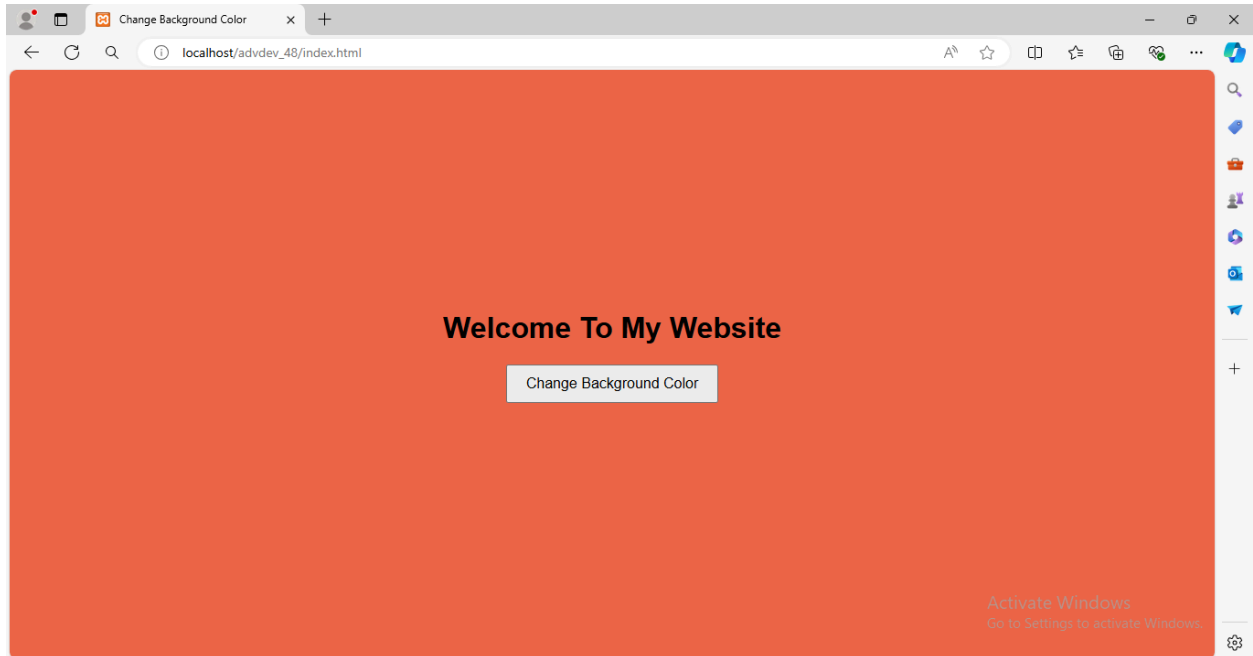 Change Background Color
localhost/advdev_48/index.html
Welcome To My Website
Change Background Color
Activate Windows
Go to Settings to activate Windows.